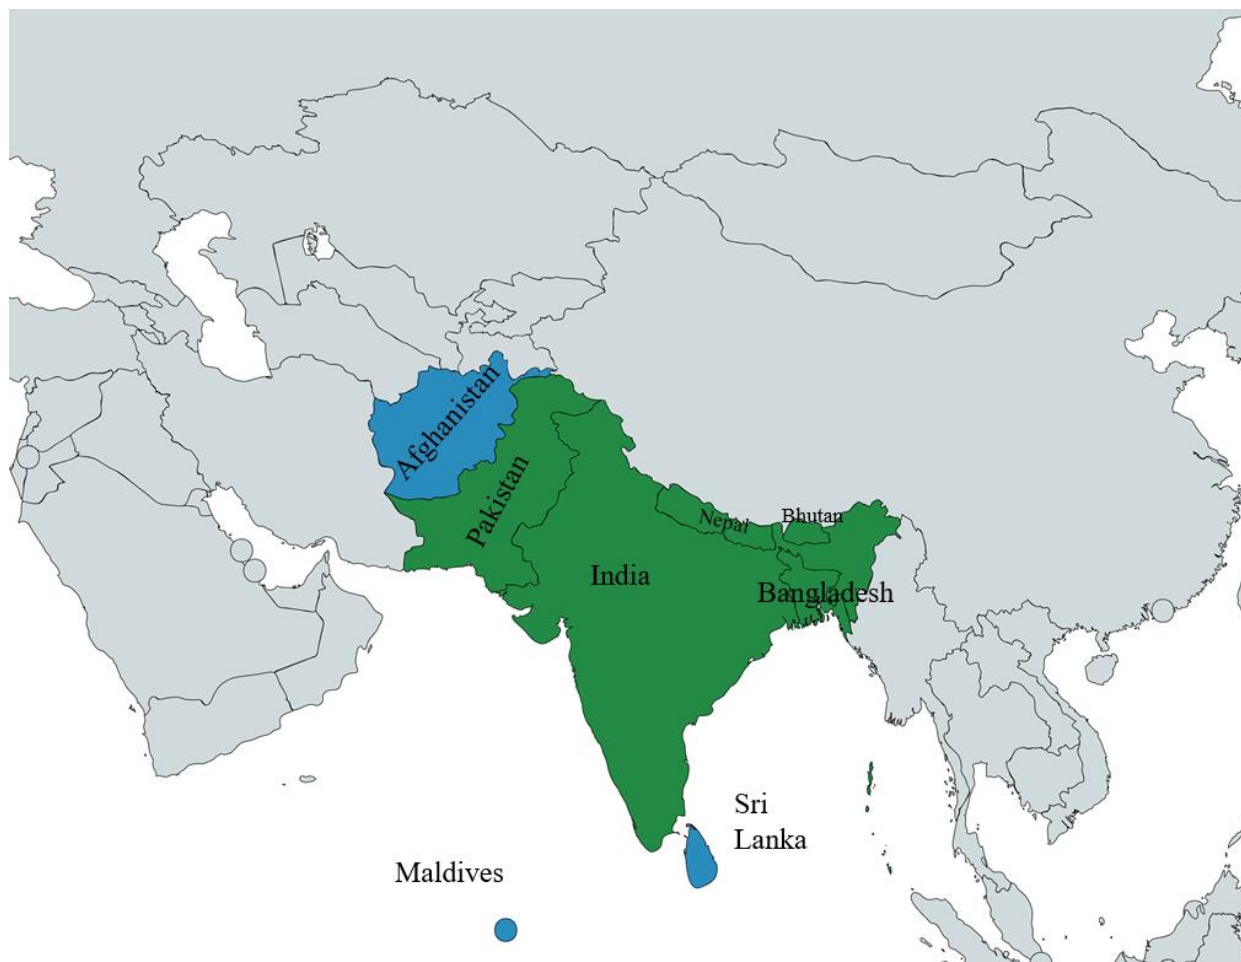 Afghanistan
Pakistan
Nepal
Bhutan
India
Bangladesh
Sri
Lanka
Maldives